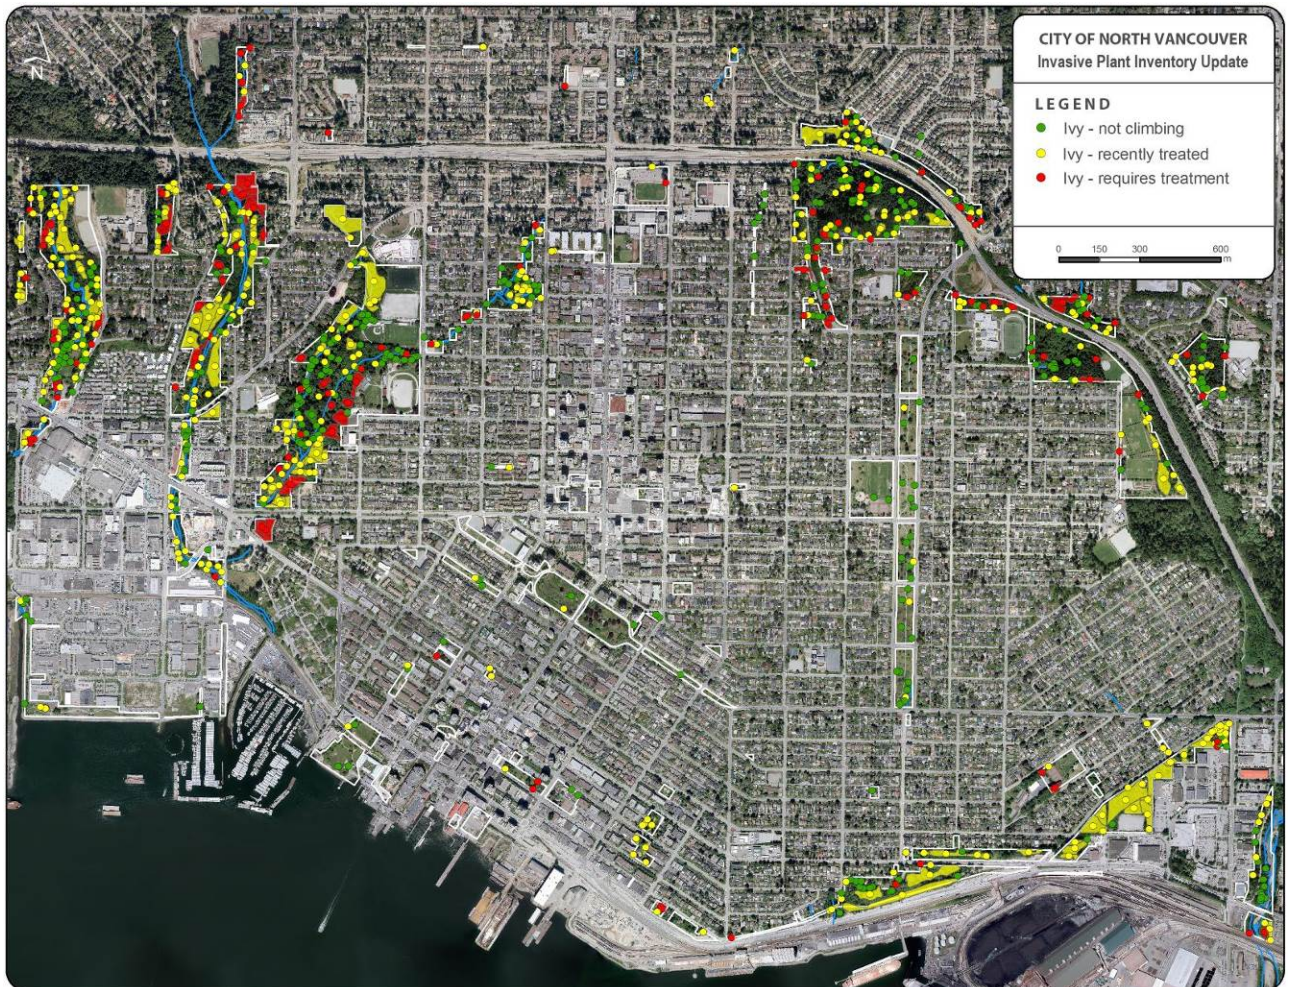 CITY OF NORTH VANCOUVER
Invasive Plant Inventory Update
LEGEND
Ivy - not climbing
Ivy - recently treated
Ivy - requires treatment
0 150 300 600
m
N